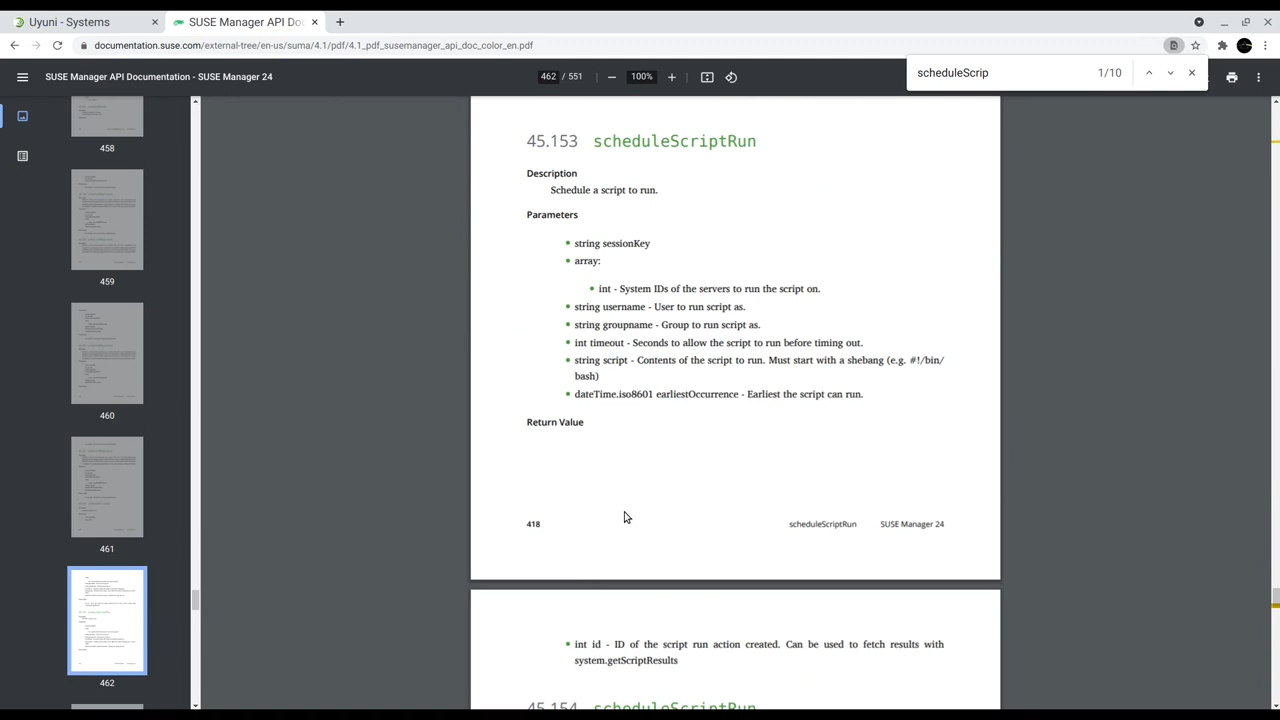 Uyuni - Systems
SUSE Manager API Doc
documentation.suse.com/external-tree/en-us/suma/4.1/pdf/4.1_pdf_susemanager_api_doc_color_en.pdf
SUSE Manager API Documentation - SUSE Manager 24
462 / 551
100%
scheduleScrip
1/10
458
459
460
461
462
45.153 scheduleScriptRun
Description
Schedule a script to run.
Parameters
string sessionKey
array:
int - System IDs of the servers to run the script on.
string username - User to run script as.
string groupname - Group to run script as.
int timeout - Seconds to allow the script to run before timing out.
string script - Contents of the script to run. Must start with a shebang (e.g. #!/bin/
bash)
dateTime.iso8601 earliestOccurrence - Earliest the script can run.
Return Value
418 scheduleScriptRun SUSE Manager 24
int id - ID of the script run action created. Can be used to fetch results with
system.getScriptResults
45.154 scheduleScriptRun